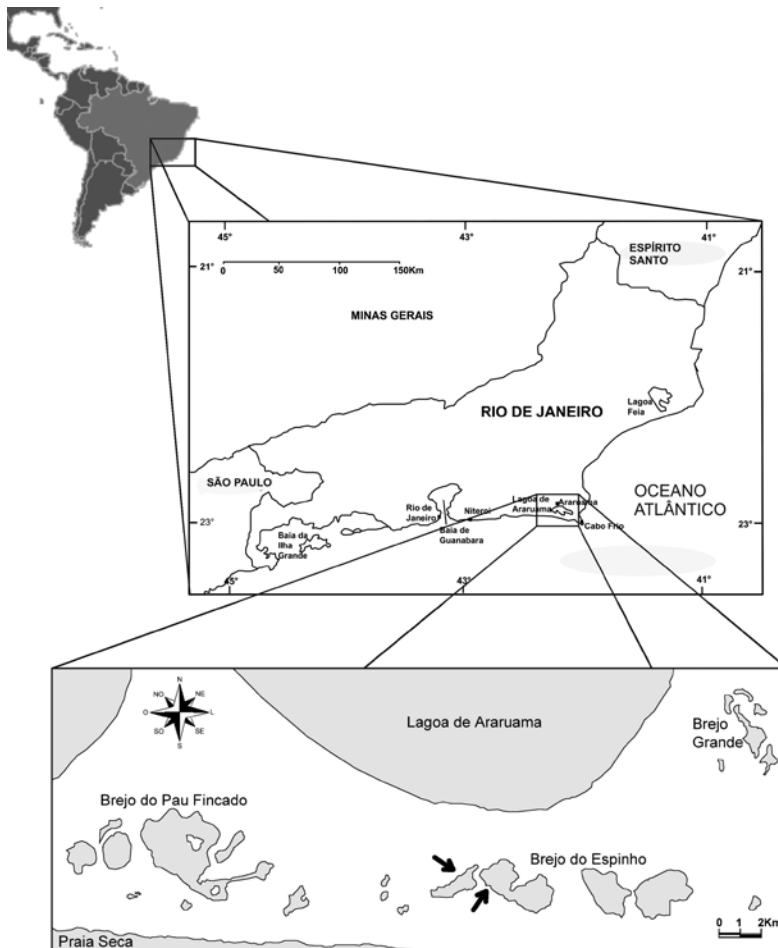 45°
43°
41°
ESPÍRITO
SANTO
21°
21°
0 50 100 150Km
MINAS GERAIS
Lagoa
Feia
RIO DE JANEIRO
SÃO PAULO
OCEANO
ATLÂNTICO
Rio de
Janeiro
Niteroi
Lagoa de
Araruama
Araruama
23°
23°
Baía da
Ilha
Grande
Baía de
Guanabara
Cabo Frio
45°
43°
41°
N
NO NE
O L
SO SE
S
Lagoa de Araruama
Brejo
Grande
Brejo do Pau Fincado
Brejo do Espinho
0 1 2Km
Praia Seca